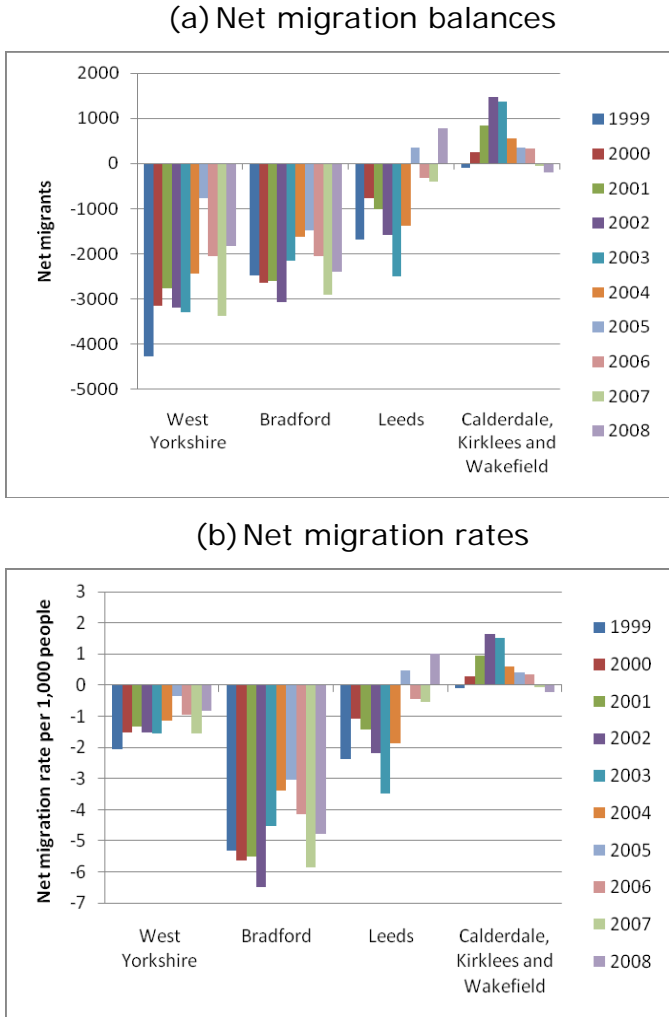 (a) Net migration balances
Net migrants
2000
1000
0
-1000
-2000
-3000
-4000
-5000
West
Yorkshire
Bradford
Leeds
Calderdale,
Kirklees and
Wakefield
1999
2000
2001
2002
2003
2004
2005
2006
2007
2008
(b) Net migration rates
Net migration rate per 1,000 people
3
2
1
0
-1
-2
-3
-4
-5
-6
-7
West
Yorkshire
Bradford
Leeds
Calderdale,
Kirklees and
Wakefield
1999
2000
2001
2002
2003
2004
2005
2006
2007
2008